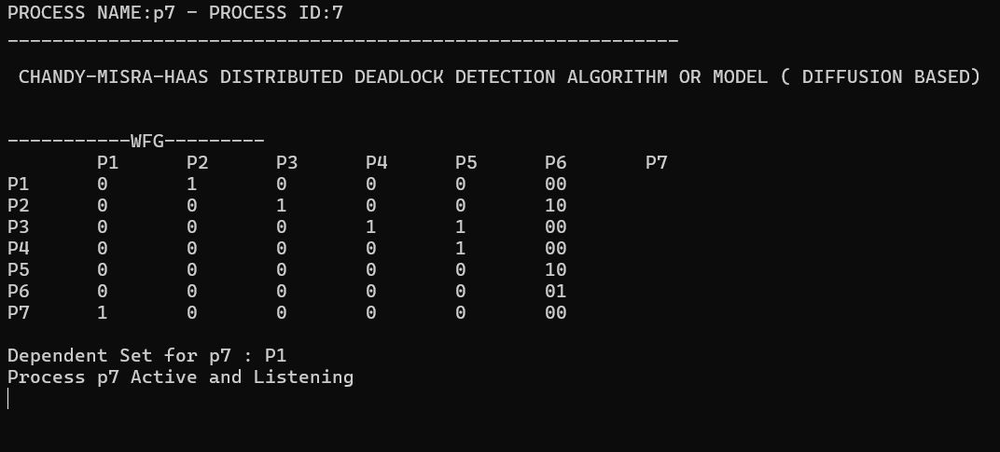 PROCESS NAME:p7 - PROCESS ID:7
------------------------------------------------------------
CHANDY-MISRA-HAAS DISTRIBUTED DEADLOCK DETECTION ALGORITHM OR MODEL ( DIFFUSION BASED)
-----------WFG---------
P1 P2 P3 P4 P5 P6 P7
P1 0 1 0 0 0 00
P2 0 0 1 0 0 10
P3 0 0 0 1 1 00
P4 0 0 0 0 1 00
P5 0 0 0 0 0 10
P6 0 0 0 0 0 01
P7 1 0 0 0 0 00
Dependent Set for p7 : P1
Process p7 Active and Listening